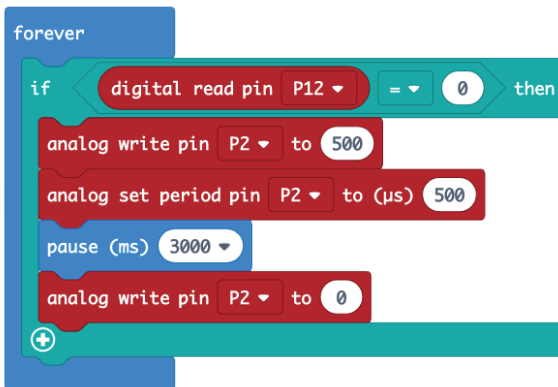 forever
if digital read pin P12 = 0 then
analog write pin P2 to 500
analog set period pin P2 to (µs) 500
pause (ms) 3000
analog write pin P2 to 0